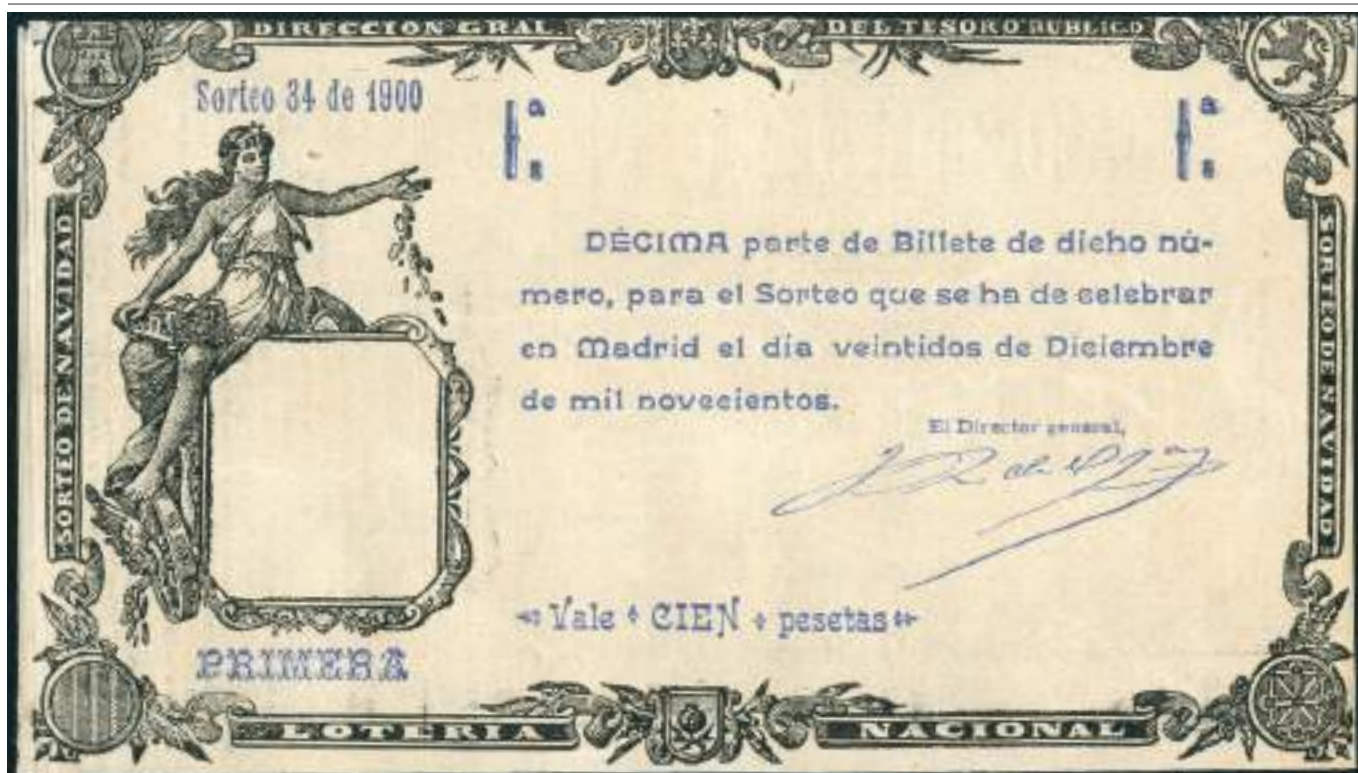 DIRECCIÓN GRAL. DEL TESORO PUBLICO
Sorteo 34 de 1900
1.ª 1.ª
SORTEO DE NAVIDAD
SORTEO DE NAVIDAD
DÉCIMA parte de Billete de dicho nú-
mero, para el Sorteo que se ha de celebrar
en Madrid el dia veintidos de Diciembre
de mil novecientos.
El Director general,
Vale CIEN pesetas
PRIMERA
LOTERIA NACIONAL